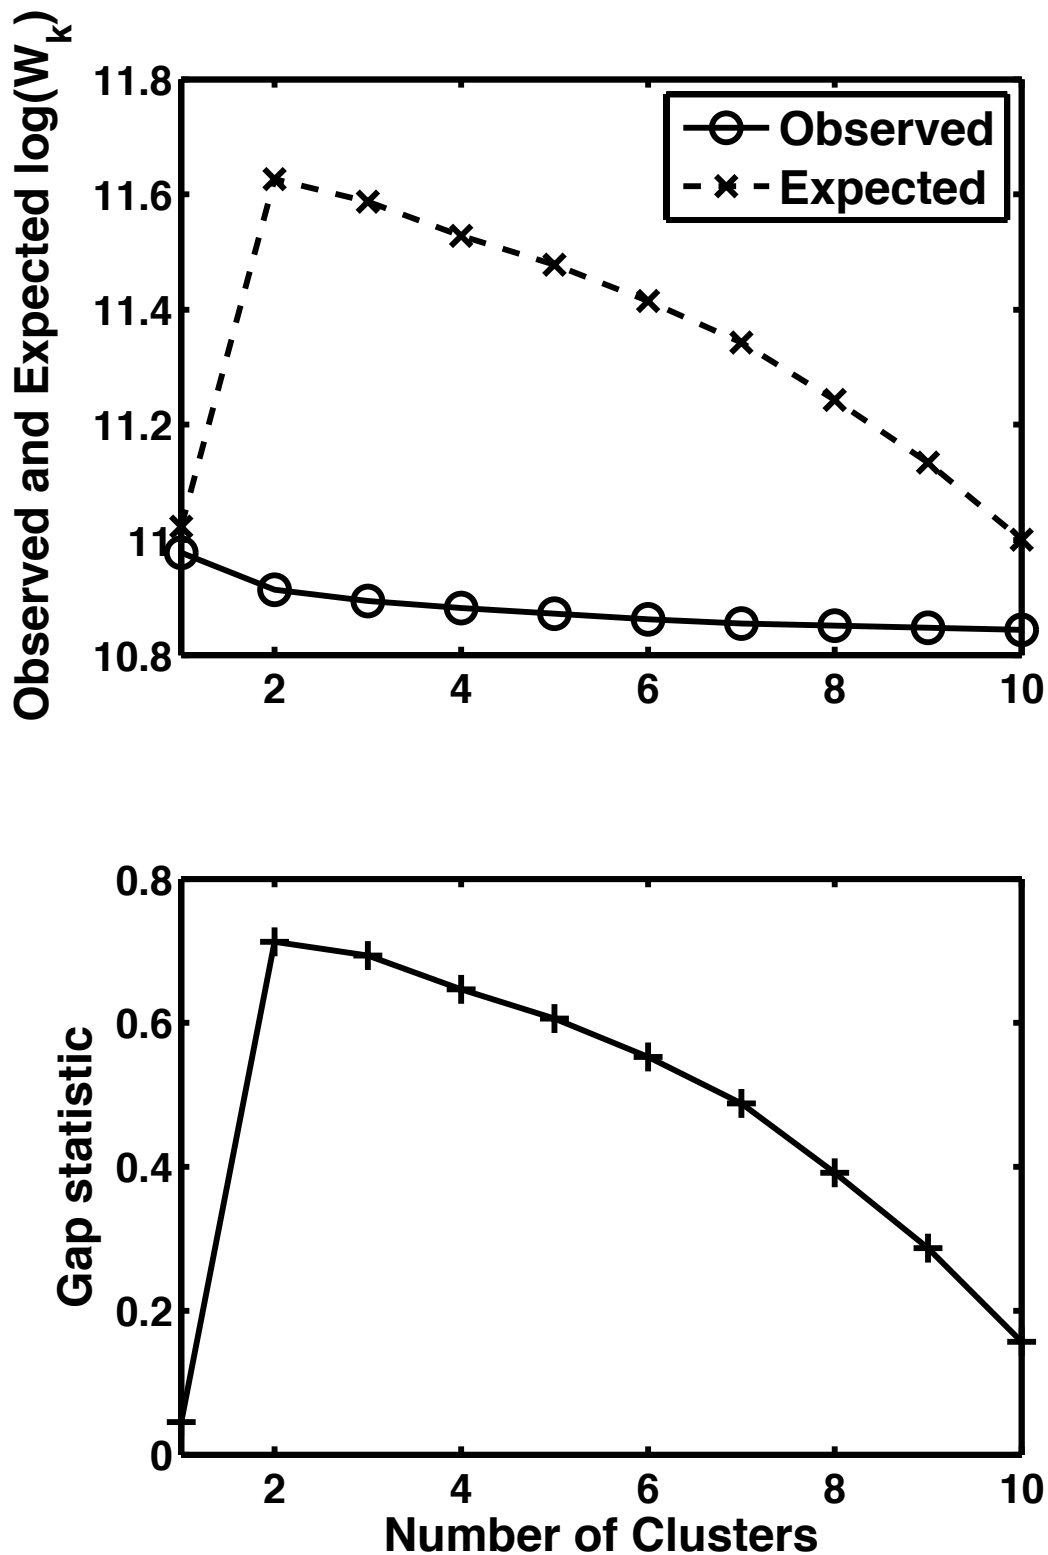 Observed and Expected log(W_k)
11.8
11.6
11.4
11.2
11
10.8
Observed
Expected
2 4 6 8 10
Gap statistic
0.8
0.6
0.4
0.2
0
2 4 6 8 10
Number of Clusters